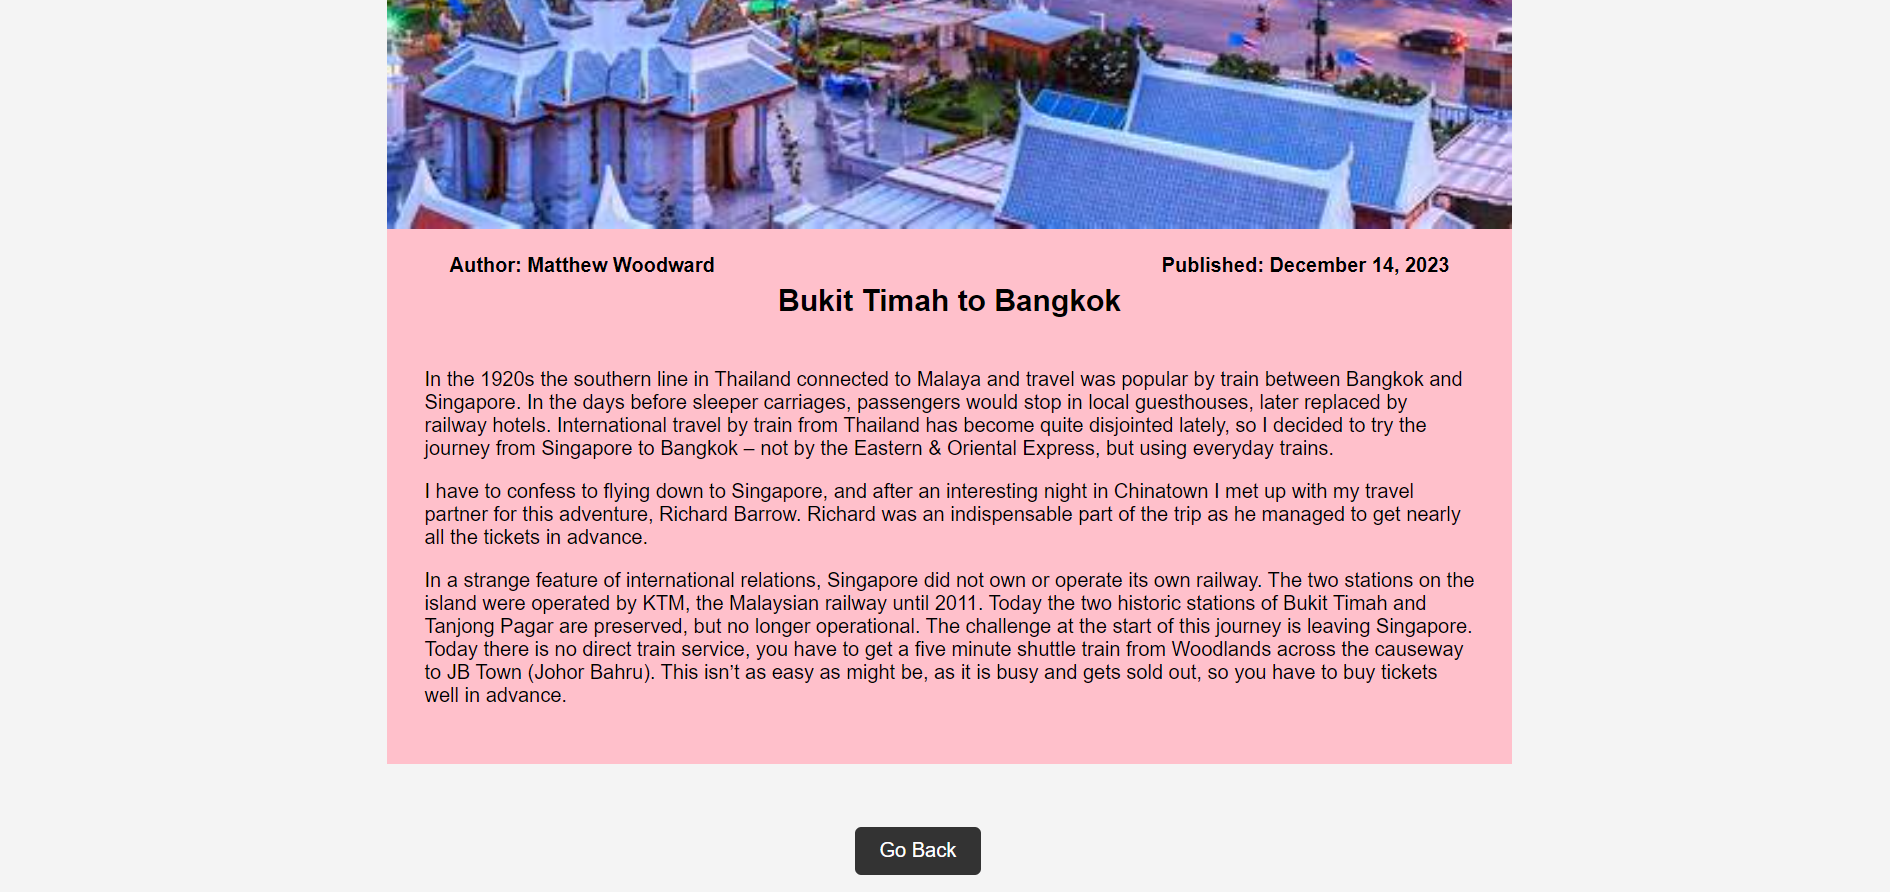 Author: Matthew Woodward
Published: December 14, 2023
Bukit Timah to Bangkok
In the 1920s the southern line in Thailand connected to Malaya and travel was popular by train between Bangkok and
Singapore. In the days before sleeper carriages, passengers would stop in local guesthouses, later replaced by
railway hotels. International travel by train from Thailand has become quite disjointed lately, so I decided to try the
journey from Singapore to Bangkok – not by the Eastern & Oriental Express, but using everyday trains.
I have to confess to flying down to Singapore, and after an interesting night in Chinatown I met up with my travel
partner for this adventure, Richard Barrow. Richard was an indispensable part of the trip as he managed to get nearly
all the tickets in advance.
In a strange feature of international relations, Singapore did not own or operate its own railway. The two stations on the
island were operated by KTM, the Malaysian railway until 2011. Today the two historic stations of Bukit Timah and
Tanjong Pagar are preserved, but no longer operational. The challenge at the start of this journey is leaving Singapore.
Today there is no direct train service, you have to get a five minute shuttle train from Woodlands across the causeway
to JB Town (Johor Bahru). This isn’t as easy as might be, as it is busy and gets sold out, so you have to buy tickets
well in advance.
Go Back